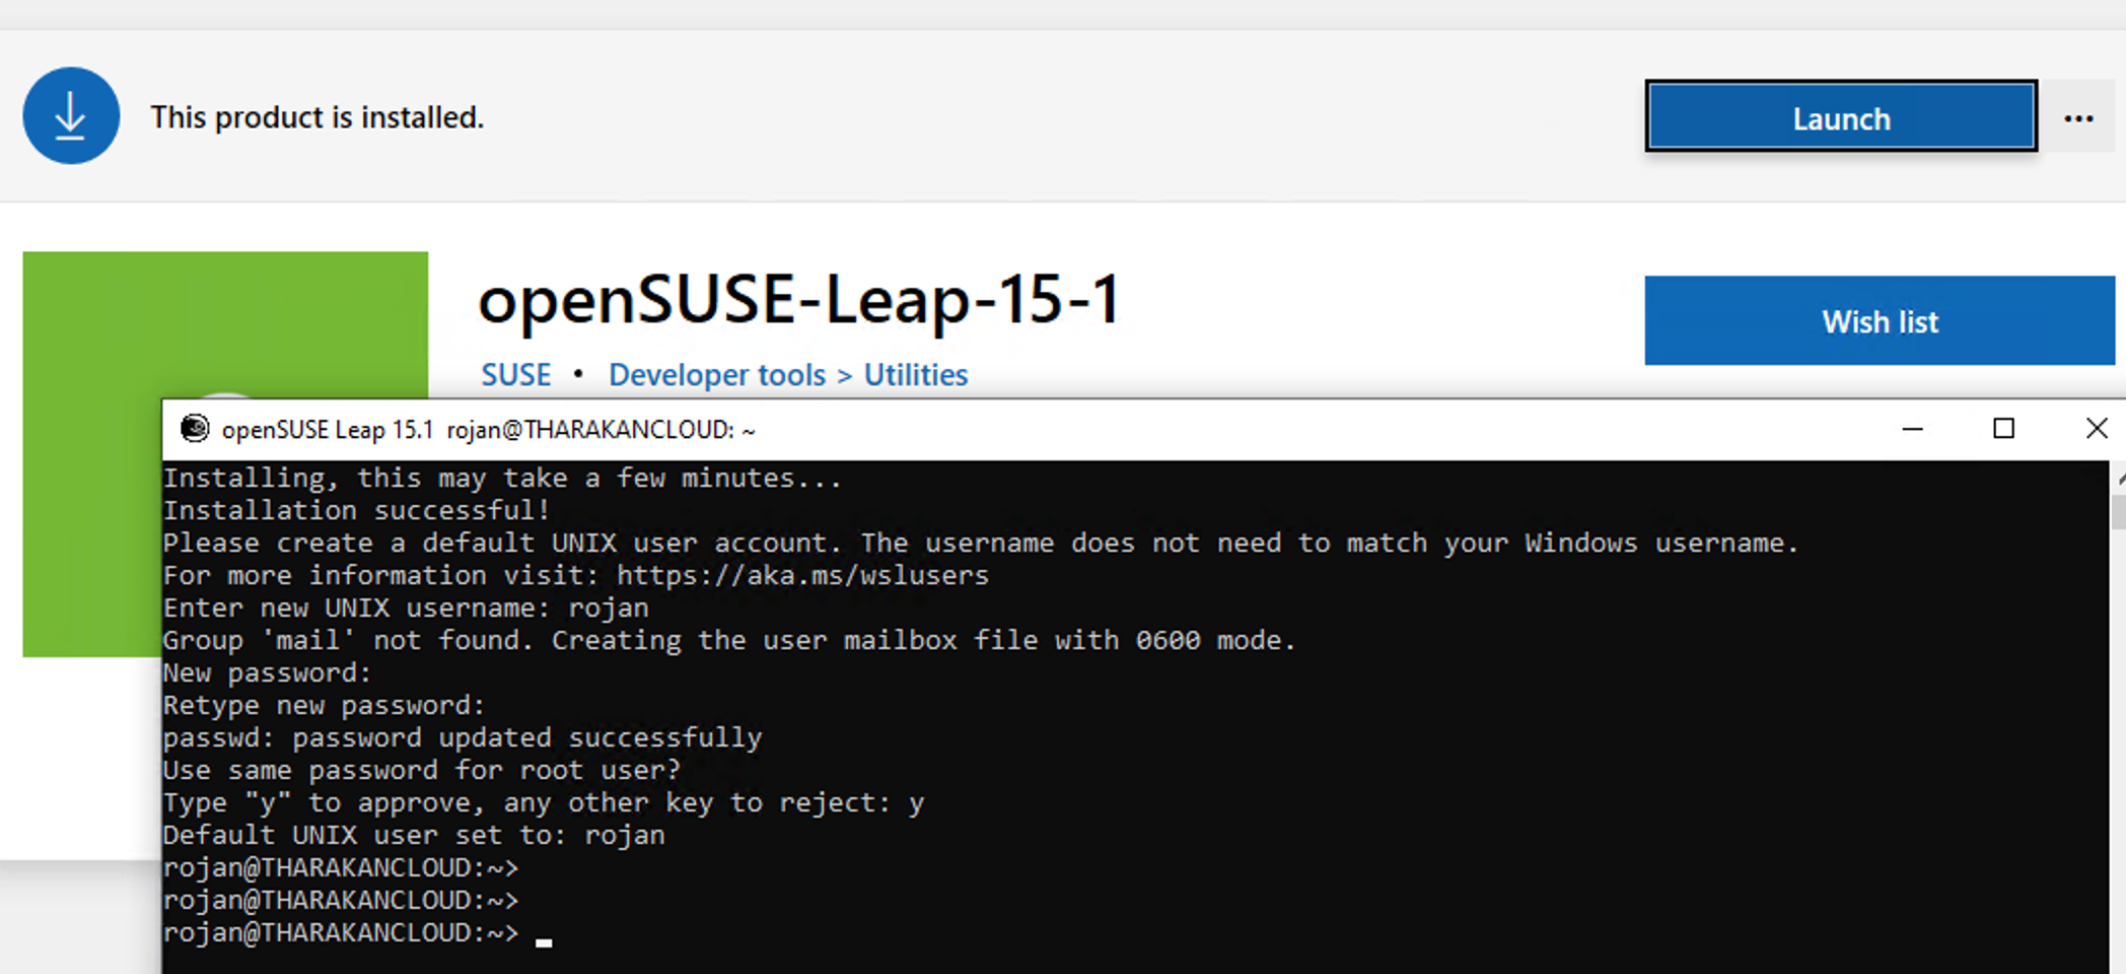 This product is installed.
Launch
...
openSUSE-Leap-15-1
SUSE • Developer tools > Utilities
Wish list
openSUSE Leap 15.1 rojan@THARAKANCLOUD: ~
Installing, this may take a few minutes...
Installation successful!
Please create a default UNIX user account. The username does not need to match your Windows username.
For more information visit: https://aka.ms/wslusers
Enter new UNIX username: rojan
Group 'mail' not found. Creating the user mailbox file with 0600 mode.
New password:
Retype new password:
passwd: password updated successfully
Use same password for root user?
Type "y" to approve, any other key to reject: y
Default UNIX user set to: rojan
rojan@THARAKANCLOUD:~>
rojan@THARAKANCLOUD:~>
rojan@THARAKANCLOUD:~>